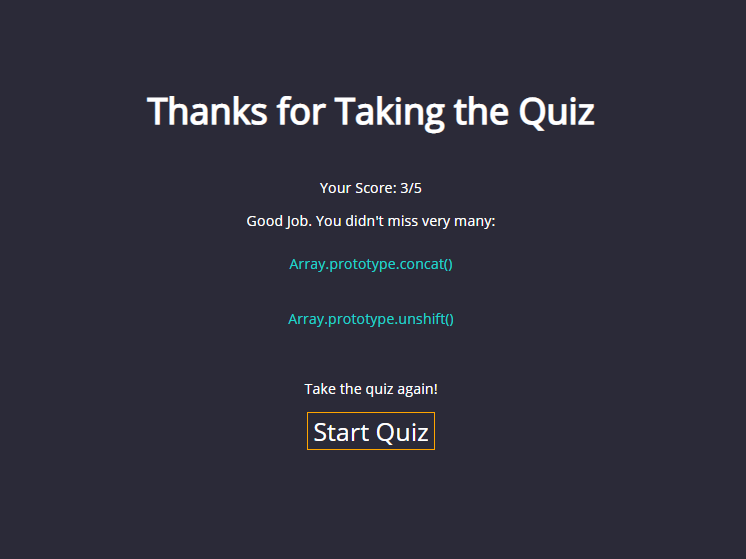 Thanks for Taking the Quiz
Your Score: 3/5
Good Job. You didn't miss very many:
Array.prototype.concat()
Array.prototype.unshift()
Take the quiz again!
Start Quiz